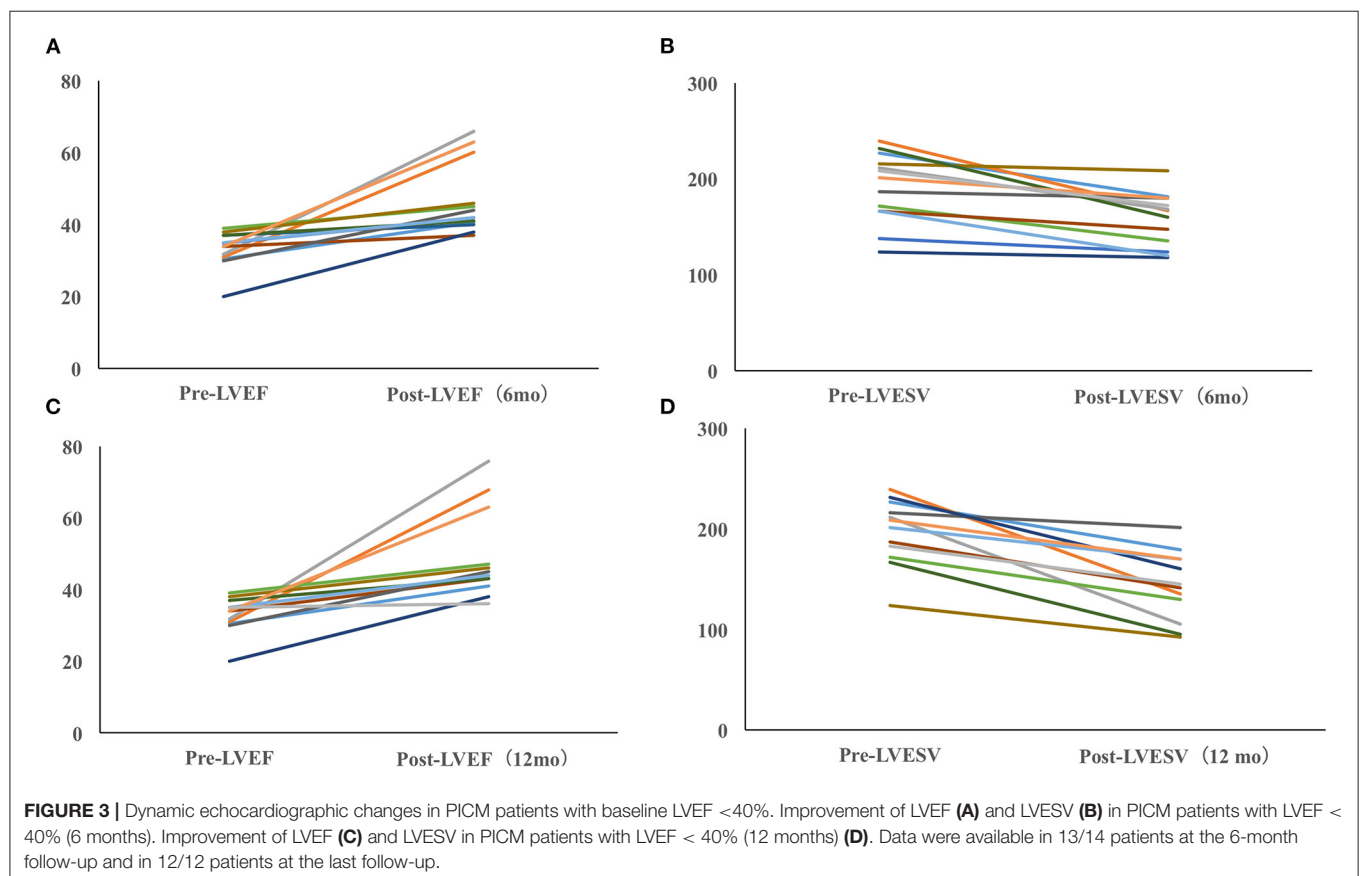 A
80
60
40
20
0
Pre-LVEF
Post-LVEF（6mo）
B
300
200
100
0
Pre-LVESV
Post-LVESV（6mo）
C
80
60
40
20
0
Pre-LVEF
Post-LVEF（12mo）
D
300
200
100
0
Pre-LVESV
Post-LVESV（12 mo）
FIGURE 3 | Dynamic echocardiographic changes in PICM patients with baseline LVEF <40%. Improvement of LVEF (A) and LVESV (B) in PICM patients with LVEF <
40% (6 months). Improvement of LVEF (C) and LVESV in PICM patients with LVEF < 40% (12 months) (D). Data were available in 13/14 patients at the 6-month
follow-up and in 12/12 patients at the last follow-up.